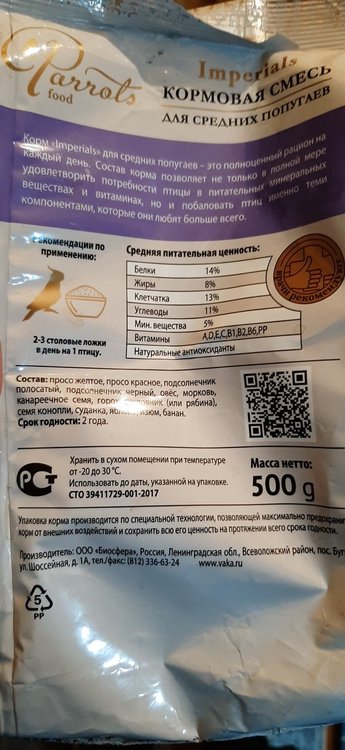 Parrots
food
Imperials
КОРМОВАЯ СМЕСЬ
ДЛЯ СРЕДНИХ ПОПУГАЕВ
Корм «Imperials» для средних попугаев – это полноценный рацион на
каждый день. Состав корма позволяет не только в полной мере
удовлетворить потребности птицы в питательных минеральных
веществах и витаминах, но и побаловать птиц именно теми
компонентами, которые они любят больше всего.
Рекомендации по
применению:
2-3 столовые ложки
в день на 1 птицу.
Средняя питательная ценность:
Белки 14%
Жиры 8%
Клетчатка 13%
Углеводы 11%
Мин. вещества 5%
Витамины A,D,E,C,B1,B2,B6,PP
Натуральные антиоксиданты
ВРАЧИ РЕКОМЕНДУЮТ
Состав: просо желтое, просо красное, подсолнечник
полосатый, подсолнечник черный, овёс, морковь,
канареечное семя, (или рябина),
семя конопли, суданка, изюм, банан.
Срок годности: 2 года.
РСТ
Хранить в сухом помещении при температуре
от -20 до 30 °С.
Использовать до даты, указанной на упаковке.
СТО 39411729-001-2017
Масса нетто:
500 g
Упаковка корма производится по специальной технологии, позволяющей максимально
корм от внешних воздействий и сохранить всю его ценность на протяжении всего срока годности.
Производитель: ООО «Биосфера», Россия, Ленинградская обл., Всеволожский район, пос.
ул. Шоссейная, д. 1А, тел./факс: (812) 336-63-24 www.vaka.ru
5
PP